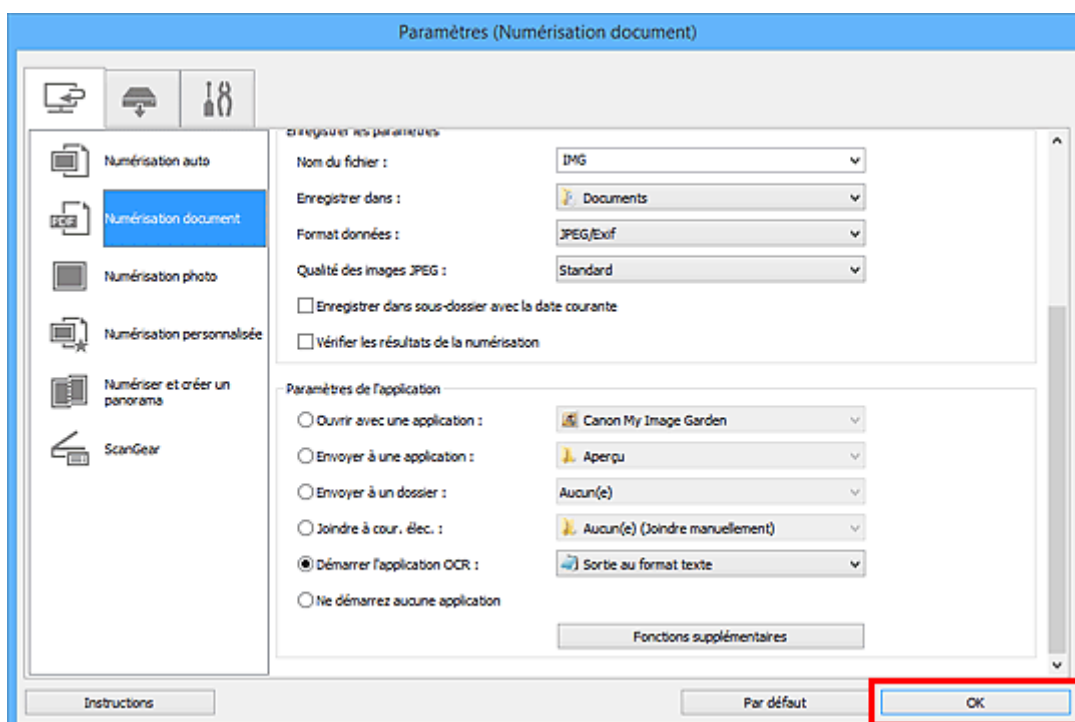 Paramètres (Numérisation document)
Numérisation auto
Numérisation document
Numérisation photo
Numérisation personnalisée
Numériser et créer un
panorama
ScanGear
Enregistrer les paramètres
Nom du fichier : IMG
Enregistrer dans : Documents
Format données : JPEG/Exif
Qualité des images JPEG : Standard
Enregistrer dans sous-dossier avec la date courante
Vérifier les résultats de la numérisation
Paramètres de l'application
Ouvrir avec une application : Canon My Image Garden
Envoyer à une application : Aperçu
Envoyer à un dossier : Aucun(e)
Joindre à cour. élec. : Aucun(e) (Joindre manuellement)
Démarrer l'application OCR : Sortie au format texte
Ne démarrez aucune application
Fonctions supplémentaires
Instructions
Par défaut
OK